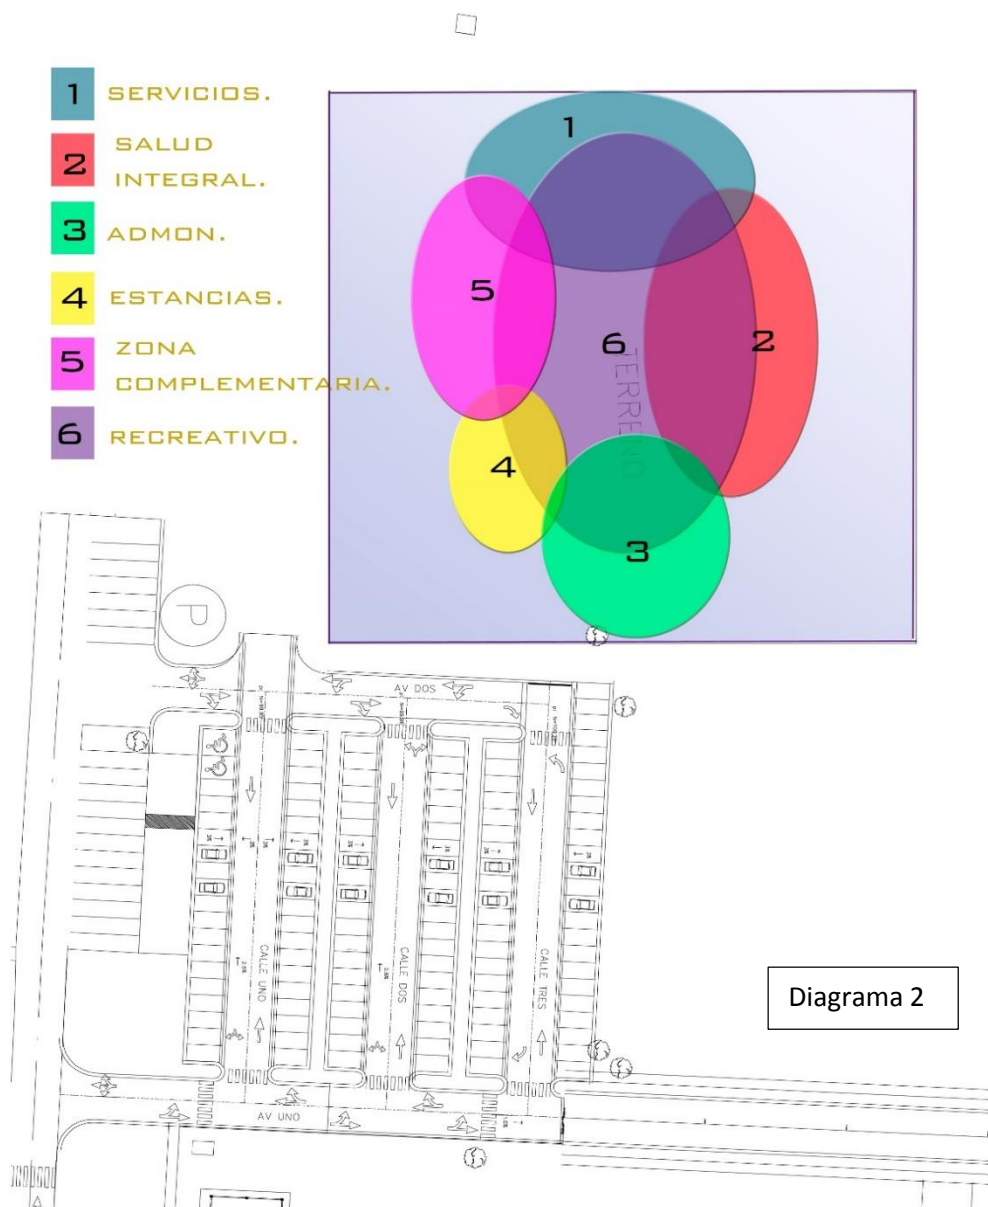 1 SERVICIOS.
2 SALUD
INTEGRAL.
3 ADMON.
4 ESTANCIAS.
5 ZONA
COMPLEMENTARIA.
6 RECREATIVO.
1
5
6
2
TERRENO
4
3
P
AV DOS
CALLE UNO
CALLE DOS
CALLE TRES
Diagrama 2
AV UNO